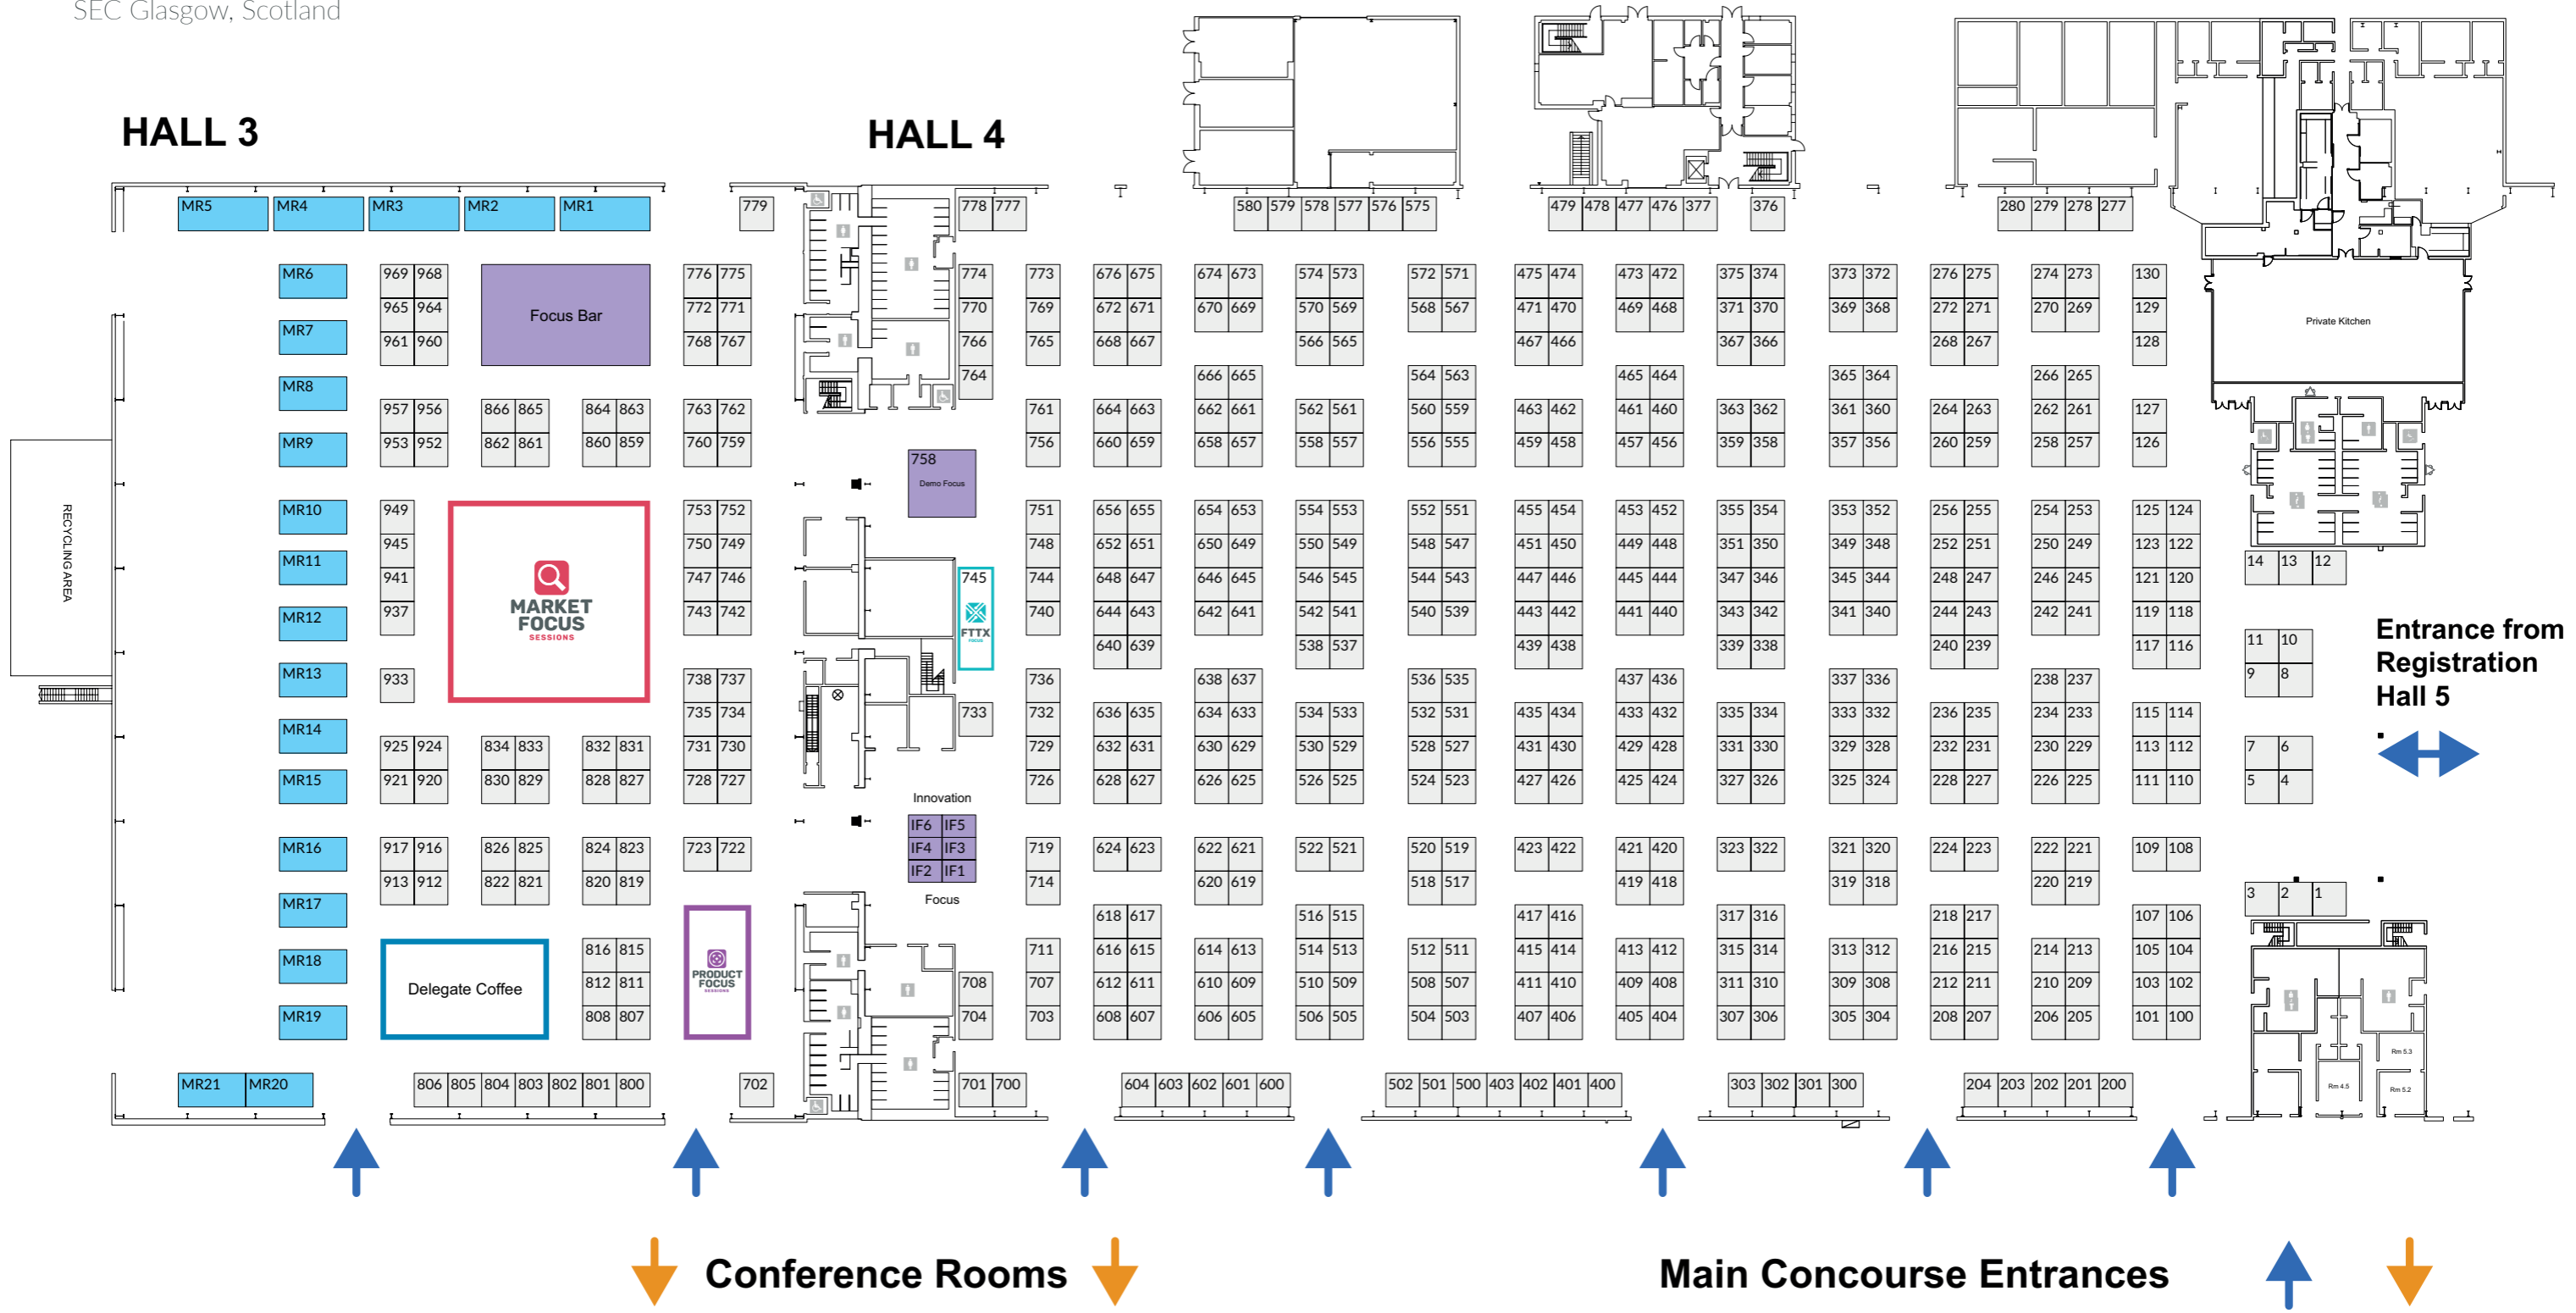 SEC Glasgow, Scotland
HALL 3
HALL 4
MR5 MR4 MR3 MR2 MR1 779 778 777 580 579 578 577 576 575 479 478 477 476 377 376 280 279 278 277
MR6 969 968 776 775 774 773 676 675 674 673 574 573 572 571 475 474 473 472 375 374 373 372 276 275 274 273 130
965 964 Focus Bar 772 771 770 769 672 671 670 669 570 569 568 567 471 470 469 468 371 370 369 368 272 271 270 269 129 Private Kitchen
MR7 961 960 768 767 766 765 668 667 566 565 467 466 367 366 268 267 128
MR8 764 666 665 564 563 465 464 365 364 266 265
957 956 866 865 864 863 763 762 761 664 663 662 661 562 561 560 559 463 462 461 460 363 362 361 360 264 263 262 261 127
MR9 953 952 862 861 860 859 760 759 756 660 659 658 657 558 557 556 555 459 458 457 456 359 358 357 356 260 259 258 257 126
758
Demo Focus
RECYCLING AREA
MR10 949 753 752 751 656 655 654 653 554 553 552 551 455 454 453 452 355 354 353 352 256 255 254 253 125 124
MR11 945 750 749 748 652 651 650 649 550 549 548 547 451 450 449 448 351 350 349 348 252 251 250 249 123 122
14 13 12
941 747 746 745 744 648 647 646 645 546 545 544 543 447 446 445 444 347 346 345 344 248 247 246 245 121 120
MARKET
FOCUS
SESSIONS
MR12 937 743 742 740 644 643 642 641 542 541 540 539 443 442 441 440 343 342 341 340 244 243 242 241 119 118
FTTX
FOCUS
640 639 538 537 439 438 339 338 240 239 117 116 11 10
Entrance from
Registration
Hall 5
MR13 933 738 737 736 638 637 536 535 437 436 337 336 238 237 9 8
735 734 733 732 636 635 634 633 534 533 532 531 435 434 433 432 335 334 333 332 236 235 234 233 115 114
MR14 925 924 834 833 832 831 731 730 729 632 631 630 629 530 529 528 527 431 430 429 428 331 330 329 328 232 231 230 229 113 112 7 6
MR15 921 920 830 829 828 827 728 727 726 628 627 626 625 526 525 524 523 427 426 425 424 327 326 325 324 228 227 226 225 111 110 5 4
Innovation
IF6 IF5
IF4 IF3
IF2 IF1
Focus
MR16 917 916 826 825 824 823 723 722 719 624 623 622 621 522 521 520 519 423 422 421 420 323 322 321 320 224 223 222 221 109 108
913 912 822 821 820 819 714 620 619 518 517 419 418 319 318 220 219 3 2 1
MR17 618 617 516 515 417 416 317 316 218 217 107 106
MR18 816 815 711 616 615 614 613 514 513 512 511 415 414 413 412 315 314 313 312 216 215 214 213 105 104
PRODUCT
FOCUS
SESSIONS
Delegate Coffee 812 811 708 707 612 611 610 609 510 509 508 507 411 410 409 408 311 310 309 308 212 211 210 209 103 102
MR19 808 807 704 703 608 607 606 605 506 505 504 503 407 406 405 404 307 306 305 304 208 207 206 205 101 100
Rm 5.3
Rm 4.5 Rm 5.2
MR21 MR20 806 805 804 803 802 801 800 702 701 700 604 603 602 601 600 502 501 500 403 402 401 400 303 302 301 300 204 203 202 201 200
Conference Rooms
Main Concourse Entrances